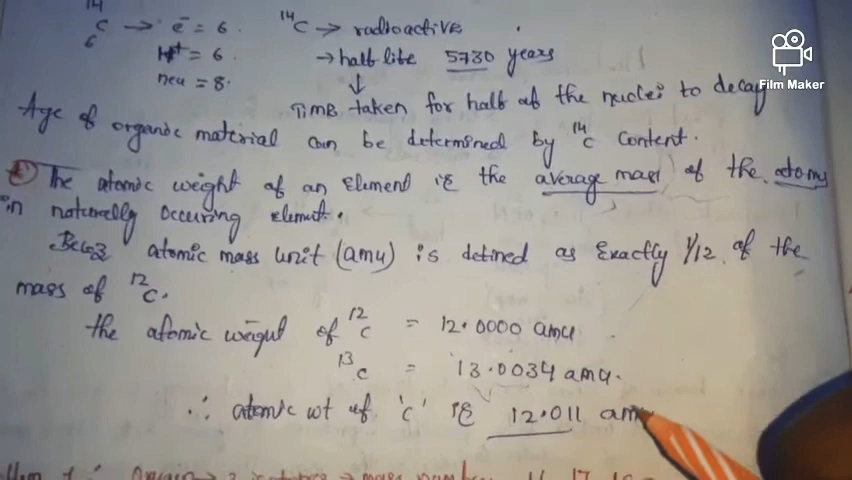 14
C → e⁻ = 6   ¹⁴C → radioactive
6
H⁺ = 6   → half life 5730 years
neu = 8.   ↓
Film Maker
Time taken for half of the nuclei to decay
Age of organic material can be determined by ¹⁴C content.
The atomic weight of an Element is the average mass of the atoms
in naturally occuring element.
Becoz atomic mass unit (amu) is defined as Exactly 1/12 of the
mass of ¹²C.
the atomic weight of ¹²C = 12.0000 amu
¹³C = 13.0034 amu.
∴ atomic wt of 'C' is 12.011 amu